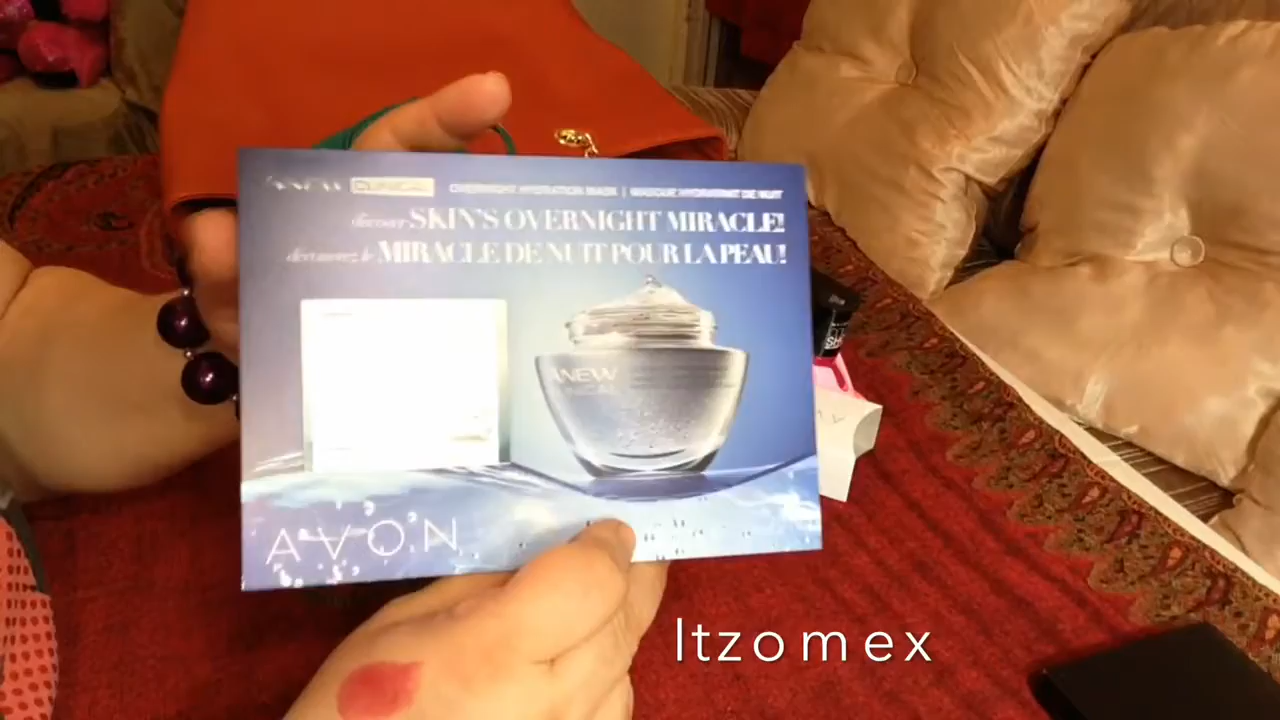 ANEW CLINICAL OVERNIGHT HYDRATION MASK | MASQUE HYDRATANT DE NUIT
discover SKIN'S OVERNIGHT MIRACLE!
découvrez le MIRACLE DE NUIT POUR LA PEAU!
ANEW
AVON
Itzomex